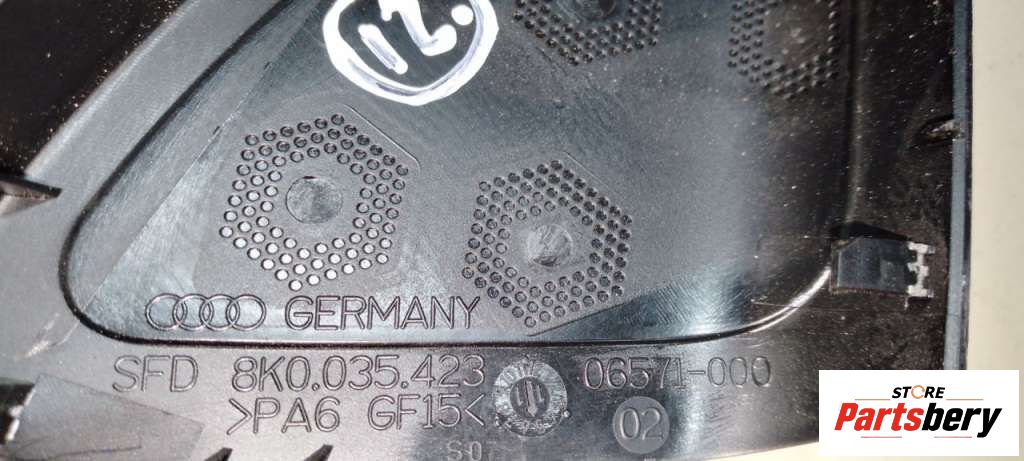 12.
GERMANY
SFD 8K0.035.423 06571-000
>PA6 GF15<
02
STORE
Partsbery